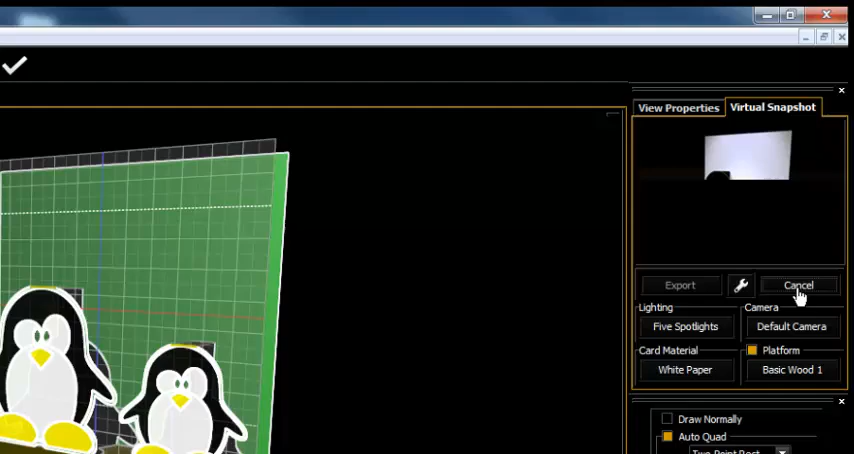 View Properties Virtual Snapshot
Export Cancel
Lighting Camera
Five Spotlights Default Camera
Card Material Platform
White Paper Basic Wood 1
Draw Normally
Auto Quad